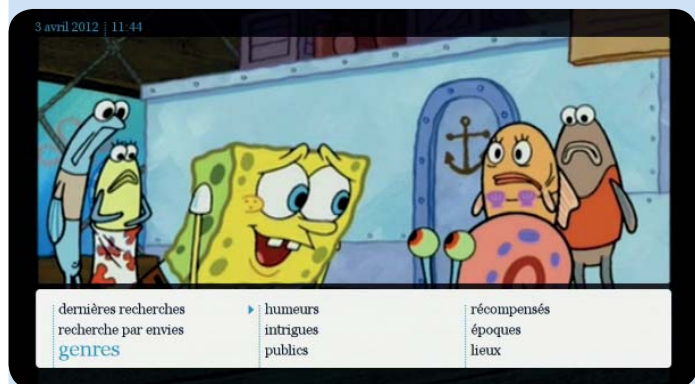 3 avril 2012 | 11:44
dernières recherches
recherche par envies
genres
humeurs
intrigues
publics
récompensés
époques
lieux